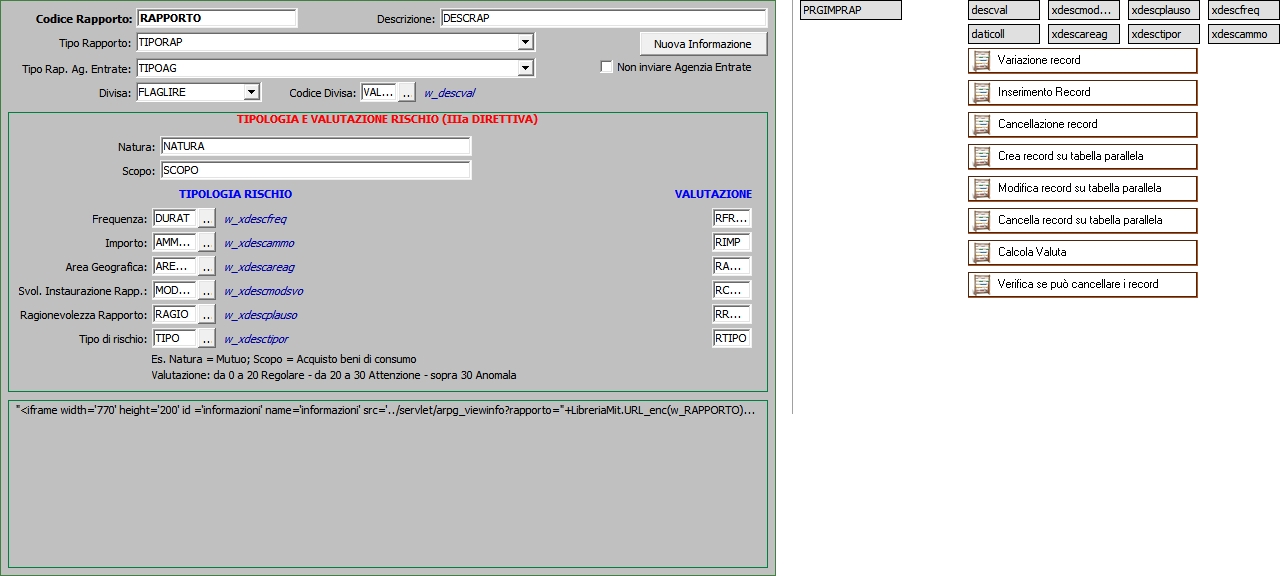 Codice Rapporto: RAPPORTO Descrizione: DESCRAP
Tipo Rapporto: TIPORAP Nuova Informazione
Tipo Rap. Ag. Entrate: TIPOAG Non inviare Agenzia Entrate
Divisa: FLAGLIRE Codice Divisa: VAL... .. w_descval
TIPOLOGIA E VALUTAZIONE RISCHIO (IIIa DIRETTIVA)
Natura: NATURA
Scopo: SCOPO
TIPOLOGIA RISCHIO VALUTAZIONE
Frequenza: DURAT .. w_xdescfreq RFR...
Importo: AMM... .. w_xdescammo RIMP
Area Geografica: ARE... .. w_xdescareag RA...
Svol. Instaurazione Rapp.: MOD... .. w_xdescmodsvo RC...
Ragionevolezza Rapporto: RAGIO .. w_xdescplauso RR...
Tipo di rischio: TIPO .. w_xdesctipor RTIPO
Es. Natura = Mutuo; Scopo = Acquisto beni di consumo
Valutazione: da 0 a 20 Regolare - da 20 a 30 Attenzione - sopra 30 Anomala
"<iframe width='770' height='200' id ='informazioni' name='informazioni' src='../servlet/arpg_viewinfo?rapporto="+LibreriaMit.URL_enc(w_RAPPORTO)...
PRGIMPRAP
descval xdescmod... xdescplauso xdescfreq
daticoll xdescareag xdesctipor xdescammo
Variazione record
Inserimento Record
Cancellazione record
Crea record su tabella parallela
Modifica record su tabella parallela
Cancella record su tabella parallela
Calcola Valuta
Verifica se può cancellare i record